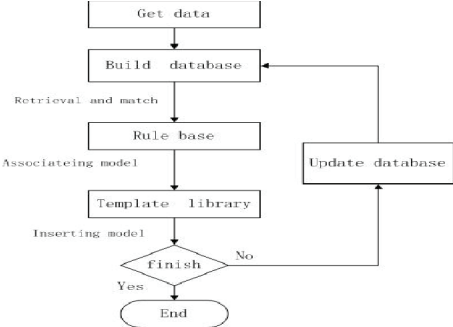 Get data
Build database
Retrieval and match
Rule base
Associateing model
Update database
Template library
Inserting model
finish
No
Yes
End